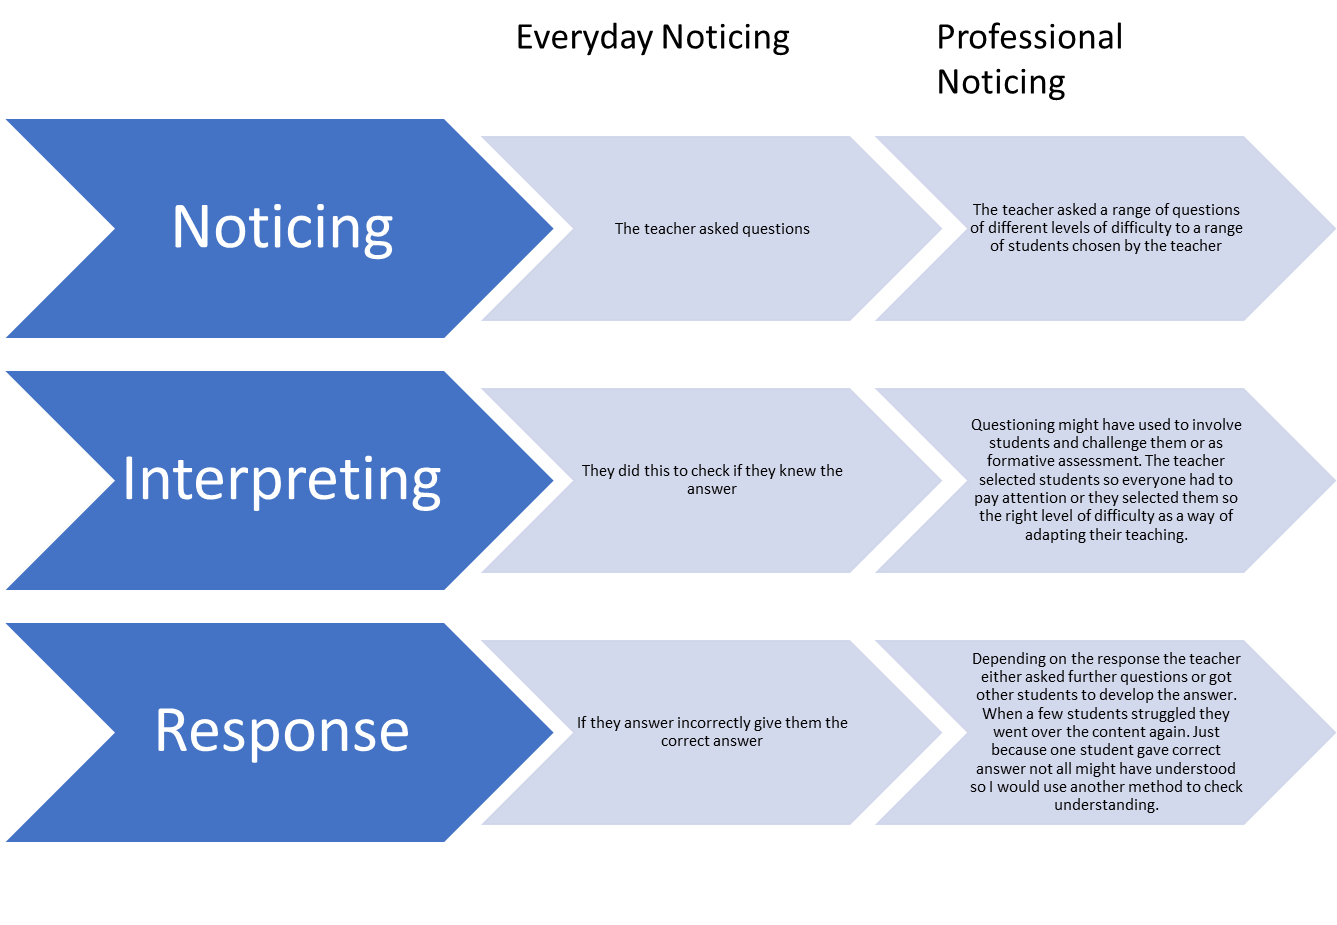 Everyday Noticing
Professional
Noticing
Noticing
The teacher asked questions
The teacher asked a range of questions
of different levels of difficulty to a range
of students chosen by the teacher
Interpreting
They did this to check if they knew the
answer
Questioning might have used to involve
students and challenge them or as
formative assessment. The teacher
selected students so everyone had to
pay attention or they selected them so
the right level of difficulty as a way of
adapting their teaching.
Response
If they answer incorrectly give them the
correct answer
Depending on the response the teacher
either asked further questions or got
other students to develop the answer.
When a few students struggled they
went over the content again. Just
because one student gave correct
answer not all might have understood
so I would use another method to check
understanding.